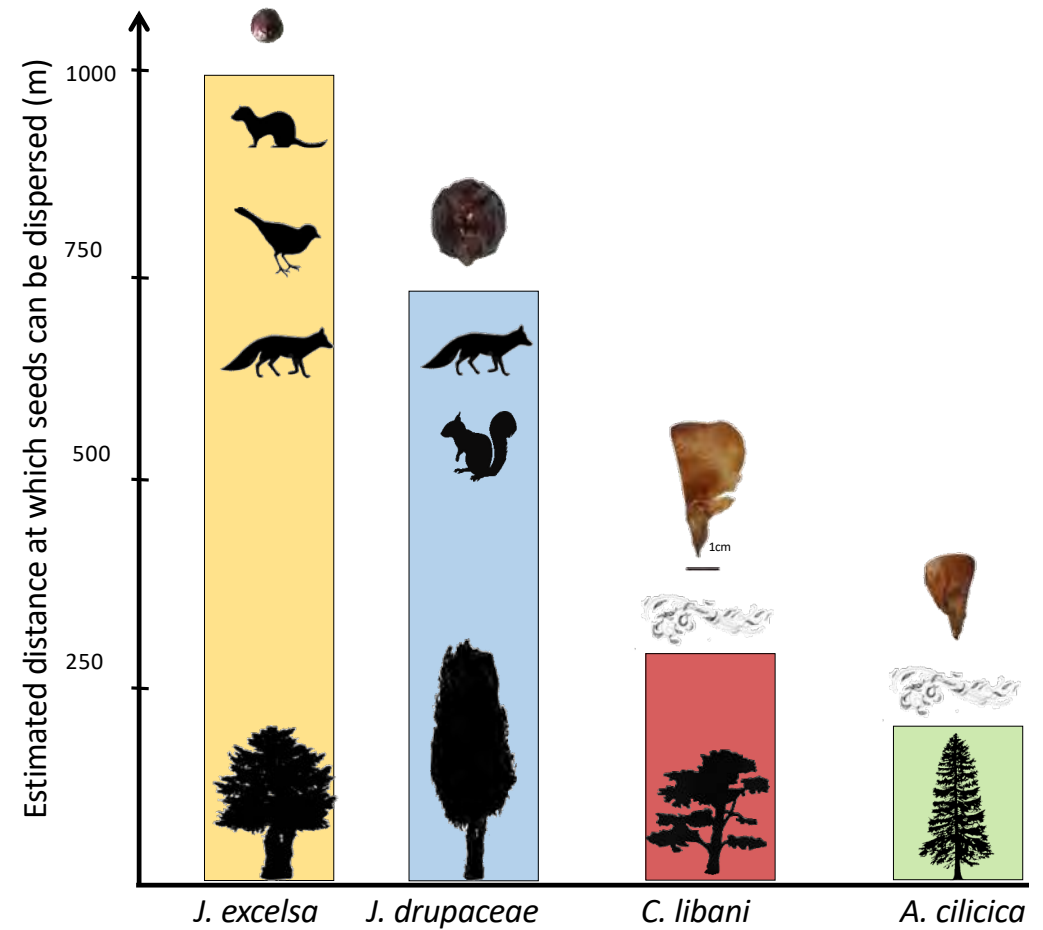 Estimated distance at which seeds can be dispersed (m)
1000
750
500
250
1cm
J. excelsa
J. drupaceae
C. libani
A. cilicica